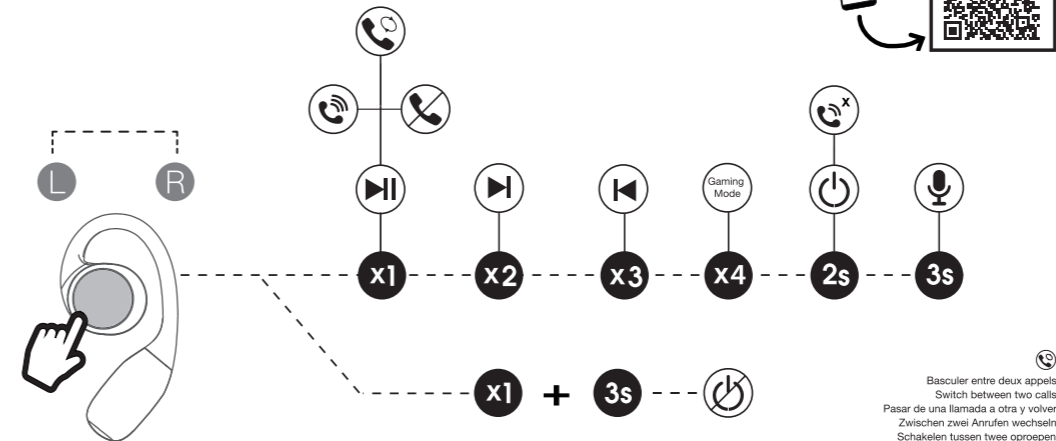 L R
Gaming
Mode
x
x1 x2 x3 x4 2s 3s
x1 + 3s
Basculer entre deux appels
Switch between two calls
Pasar de una llamada a otra y volver
Zwischen zwei Anrufen wechseln
Schakelen tussen twee oproepen